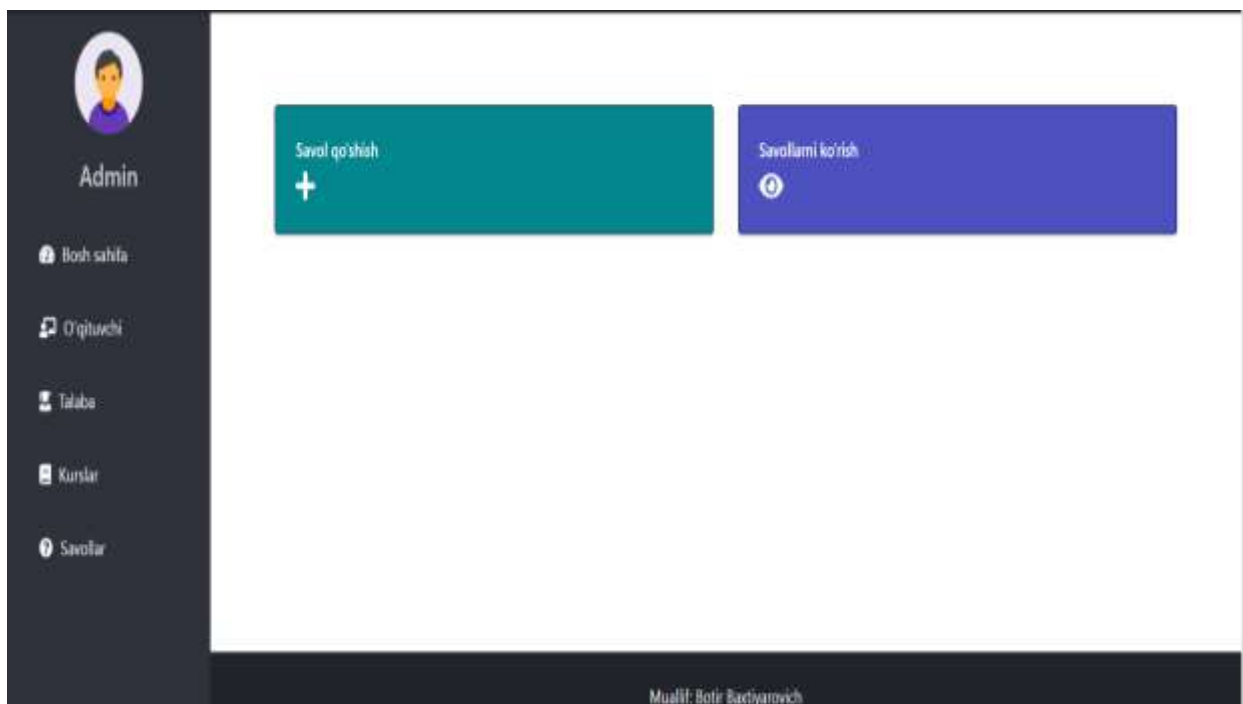 Admin
Bosh sahifa
O'qituvchi
Talaba
Kurslar
Savollar
Savol qo'shish
Savollarni ko'rish
Muallif: Botir Baxtiyarovich